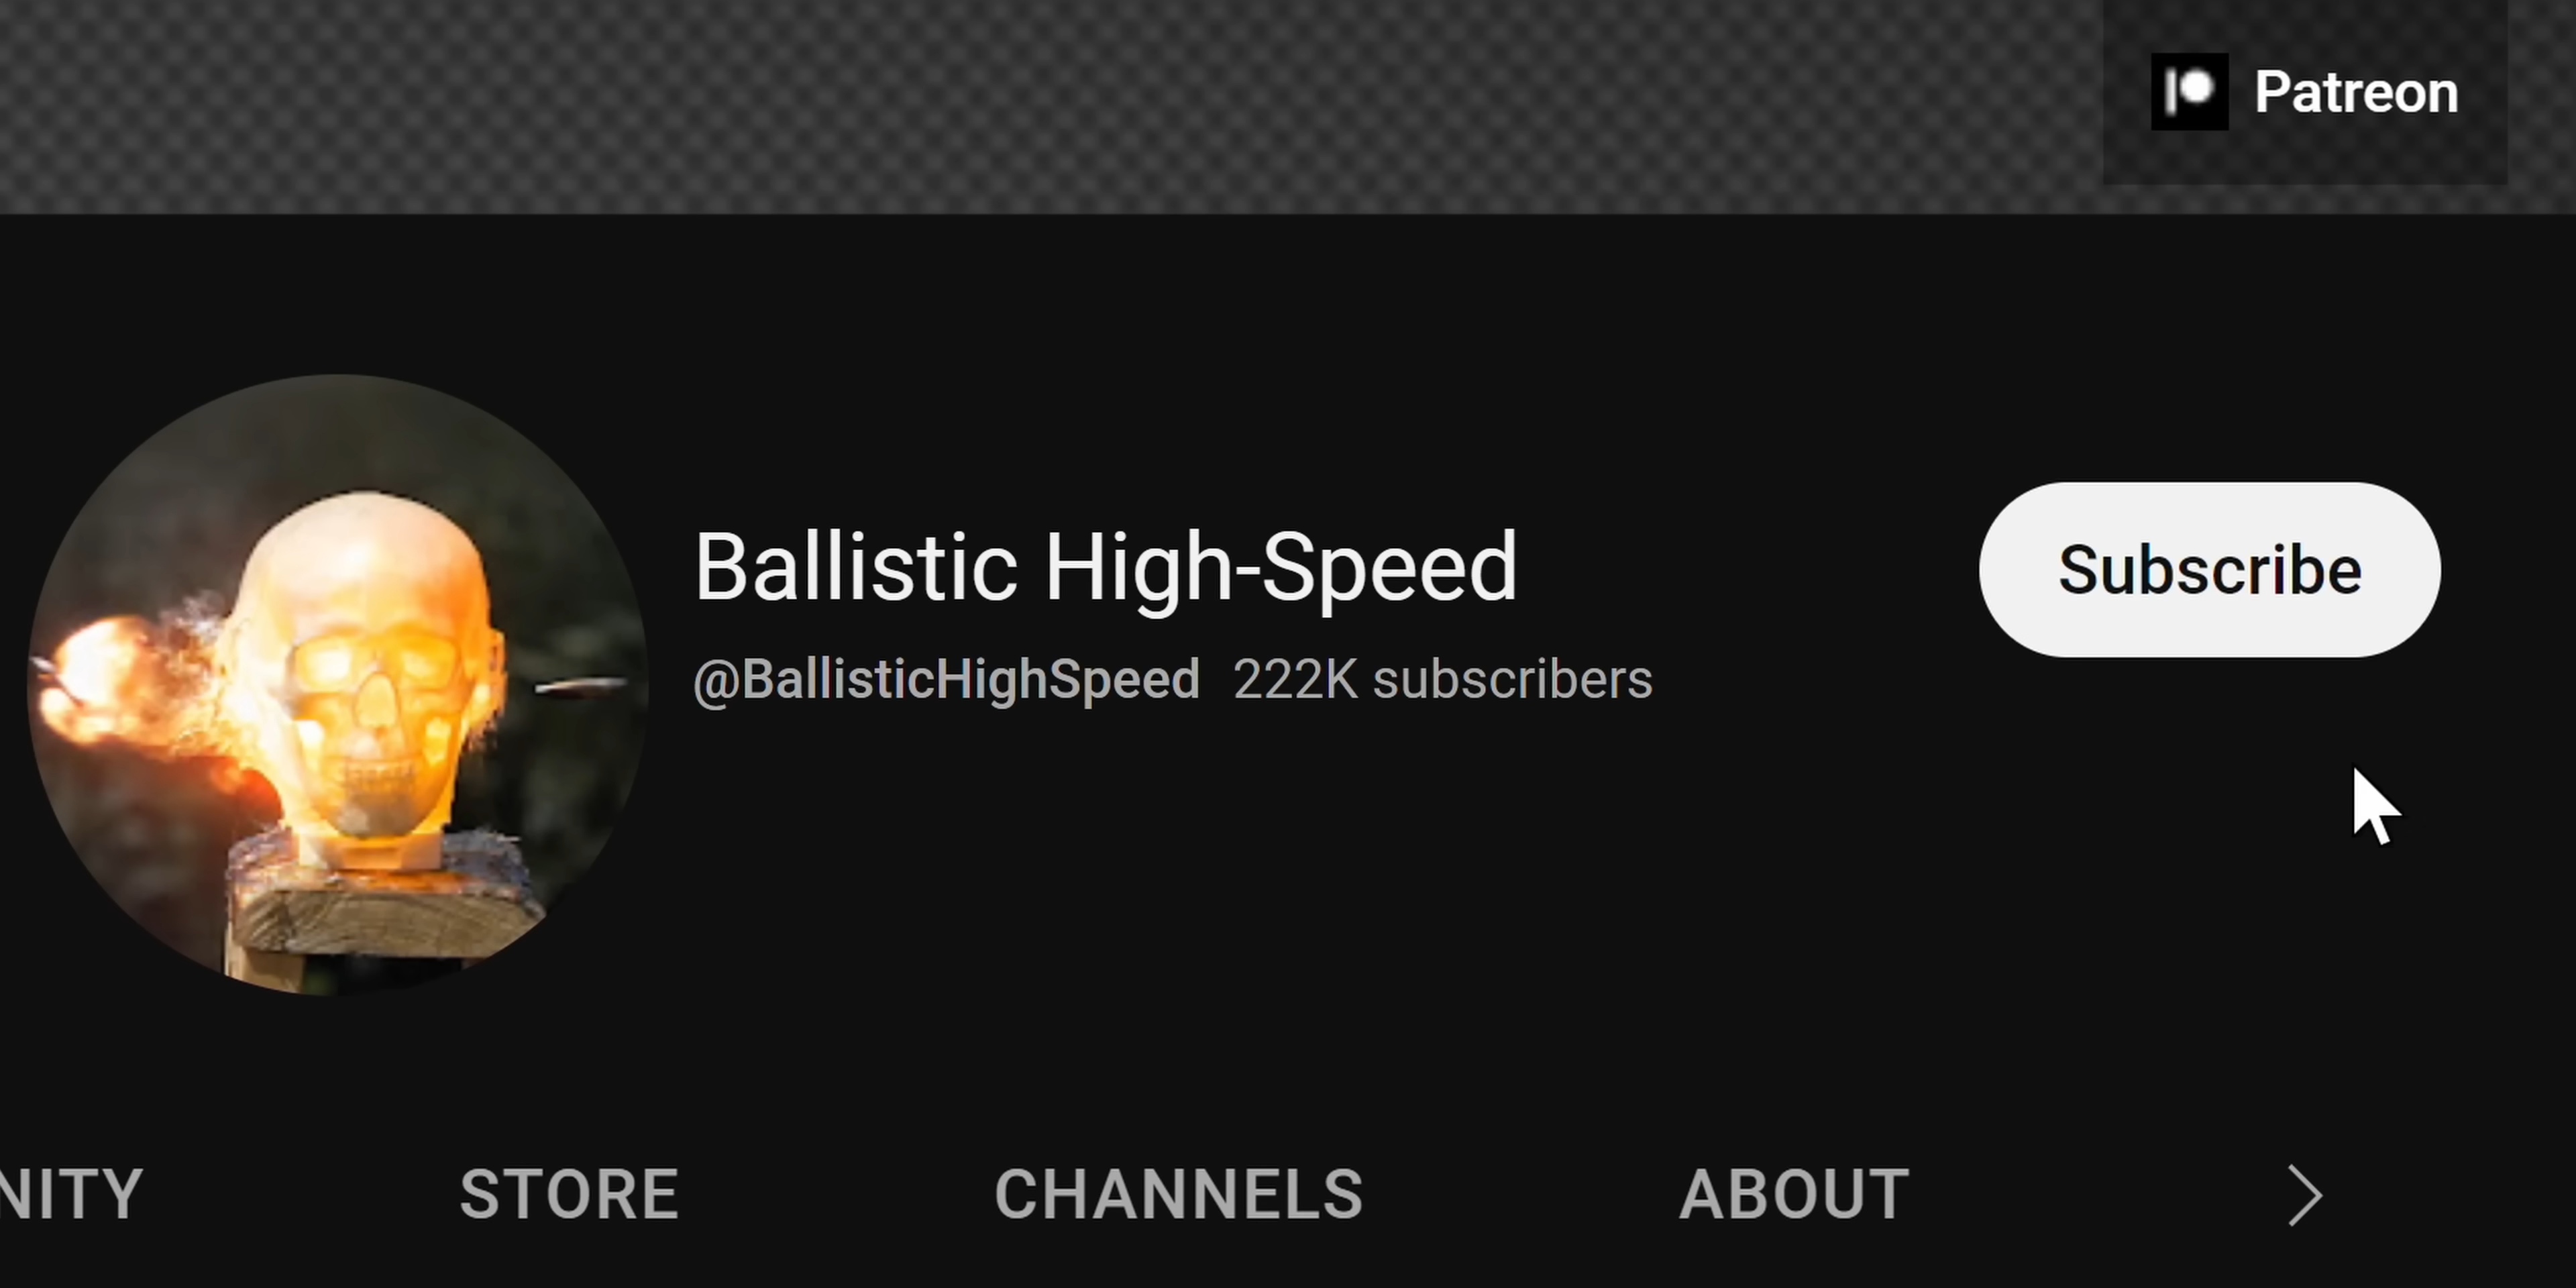 Patreon
Ballistic High-Speed
Subscribe
@BallisticHighSpeed 222K subscribers
NITY
STORE
CHANNELS
ABOUT